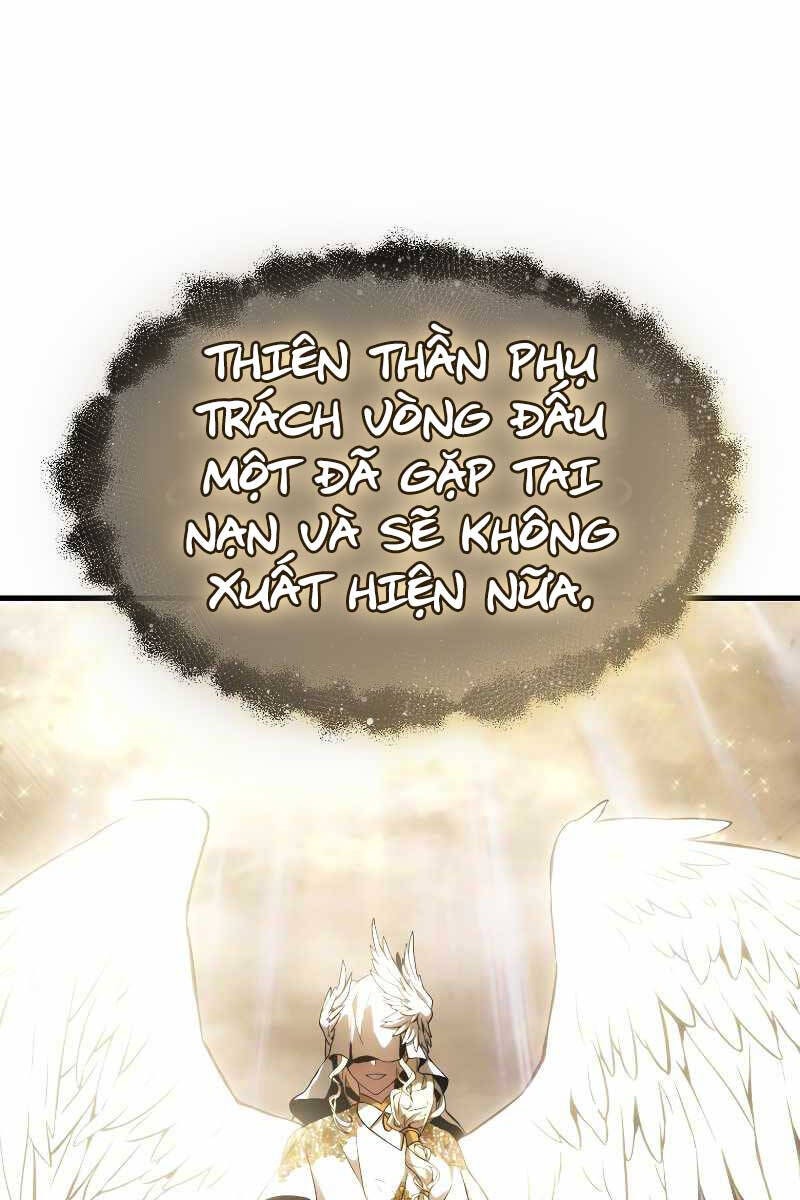 THIÊN THẦN PHỤ
TRÁCH VÒNG ĐẤU
MỘT ĐÃ GẶP TAI
NẠN VÀ SẼ KHÔNG
XUẤT HIỆN NỮA.